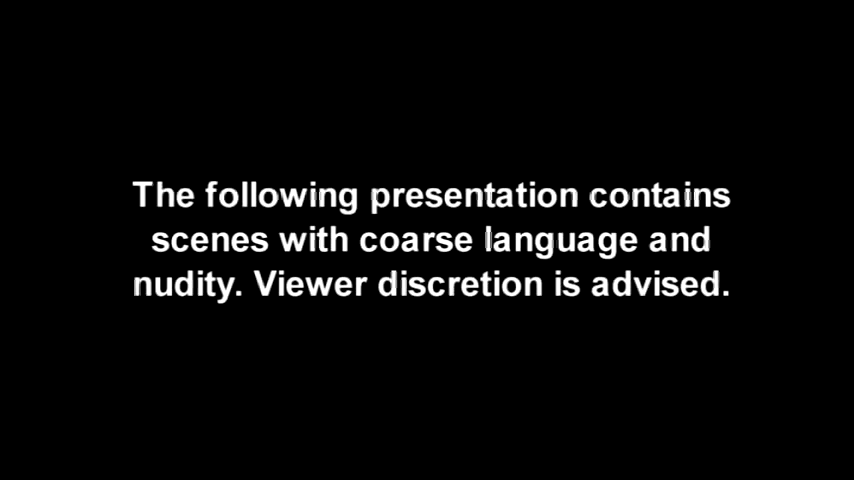 The following presentation contains
scenes with coarse language and
nudity. Viewer discretion is advised.